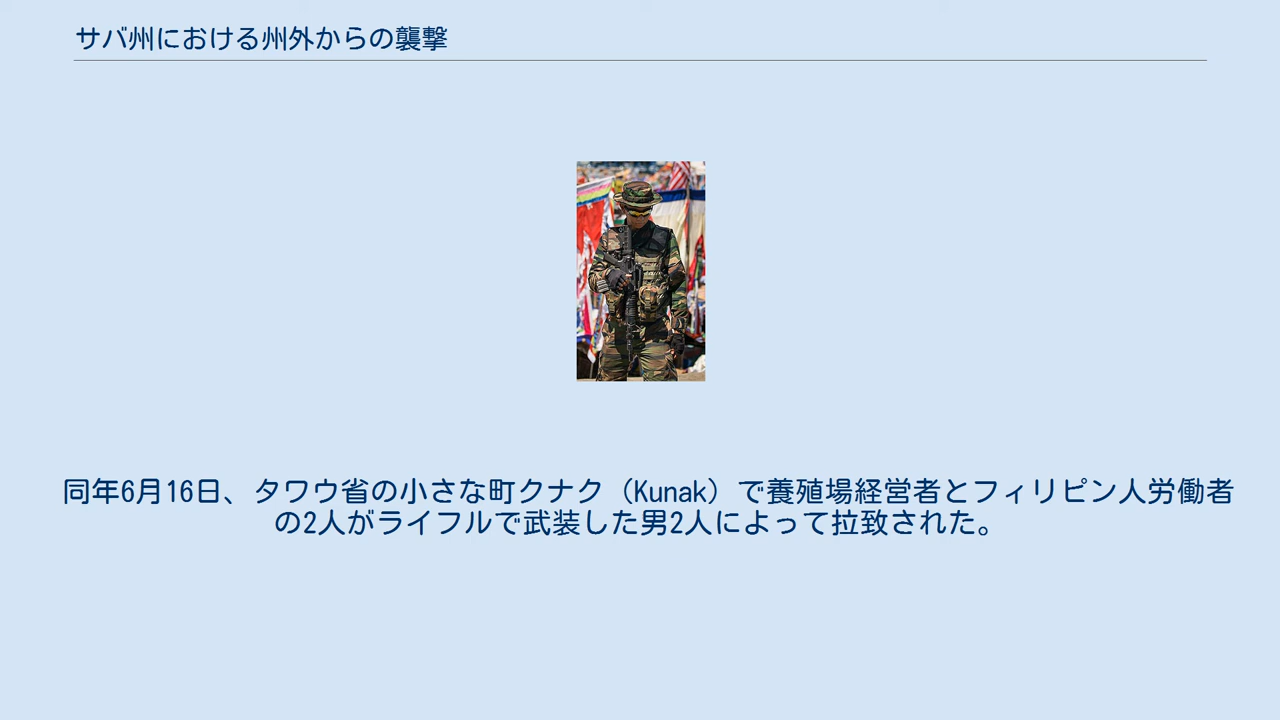 サバ州における州外からの襲撃
同年6月16日、タワウ省の小さな町クナク（Kunak）で養殖場経営者とフィリピン人労働者
の2人がライフルで武装した男2人によって拉致された。